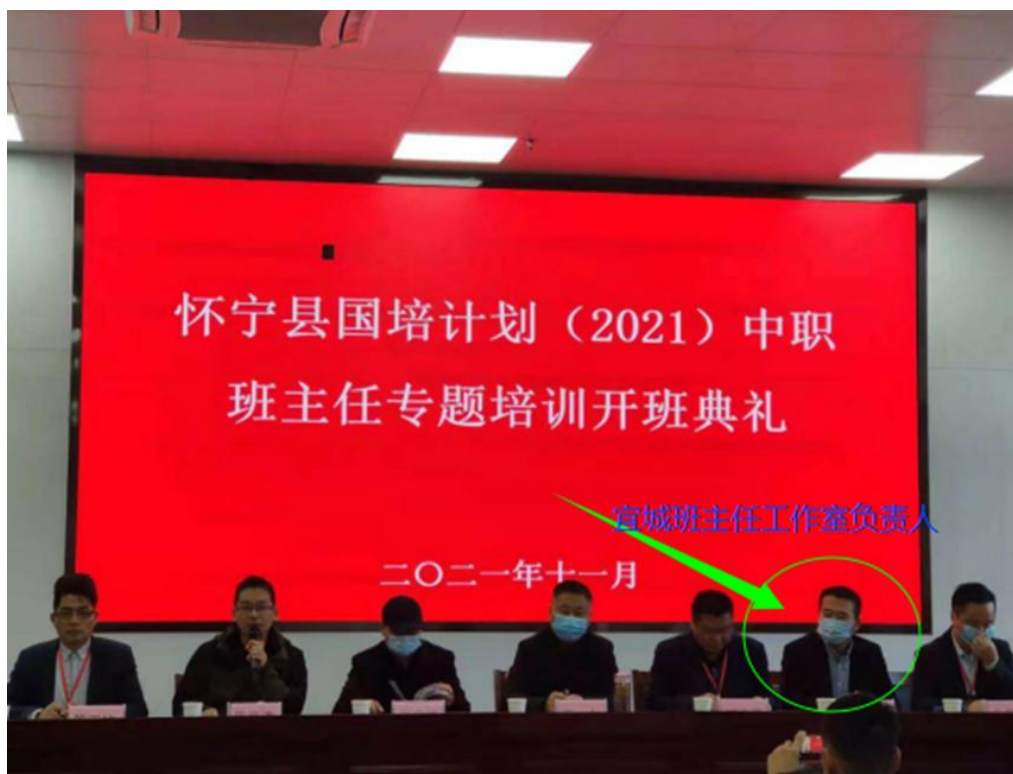 怀宁县国培计划（2021）中职
班主任专题培训开班典礼
宣城班主任工作室负责人
二〇二一年十一月